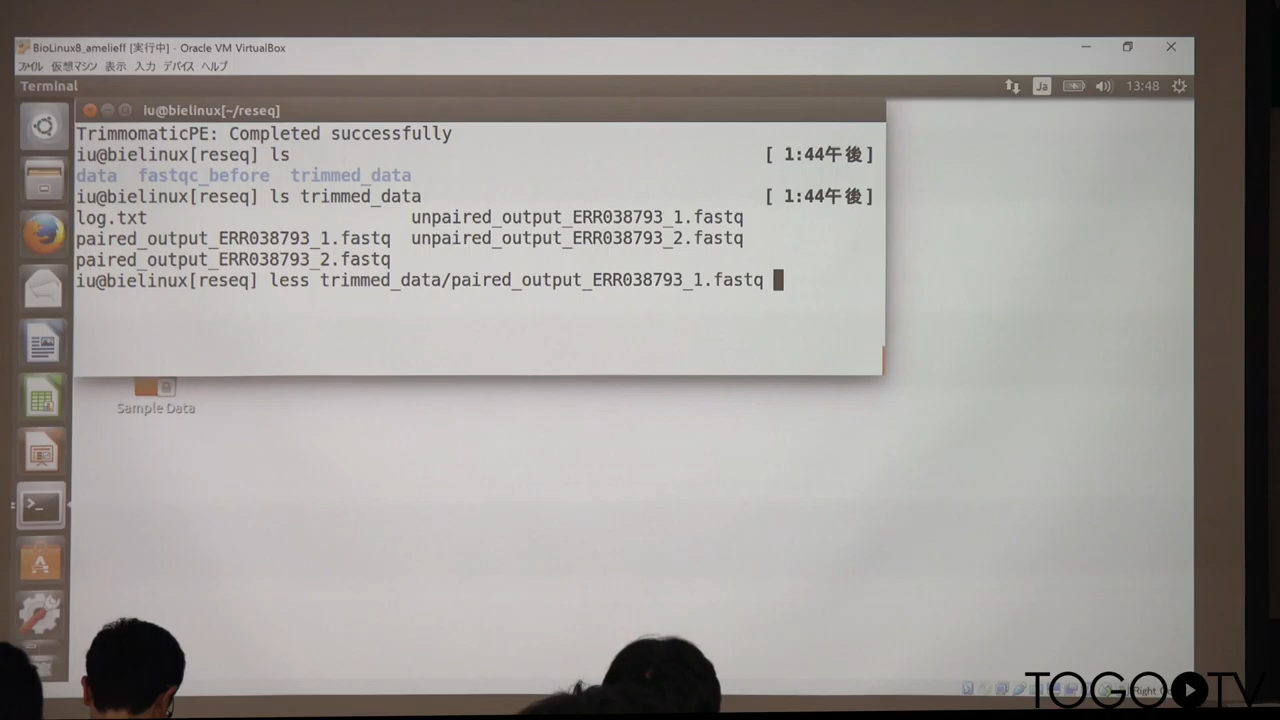 BioLinux8_amelieff [実行中] - Oracle VM VirtualBox
ファイル 仮想マシン 表示 入力 デバイス ヘルプ
Terminal Ja 13:48
iu@bielinux[~/reseq]
TrimmomaticPE: Completed successfully
iu@bielinux[reseq] ls [ 1:44午後]
data fastqc_before trimmed_data
iu@bielinux[reseq] ls trimmed_data [ 1:44午後]
log.txt unpaired_output_ERR038793_1.fastq
paired_output_ERR038793_1.fastq unpaired_output_ERR038793_2.fastq
paired_output_ERR038793_2.fastq
iu@bielinux[reseq] less trimmed_data/paired_output_ERR038793_1.fastq
Sample Data
Right
TOGO TV